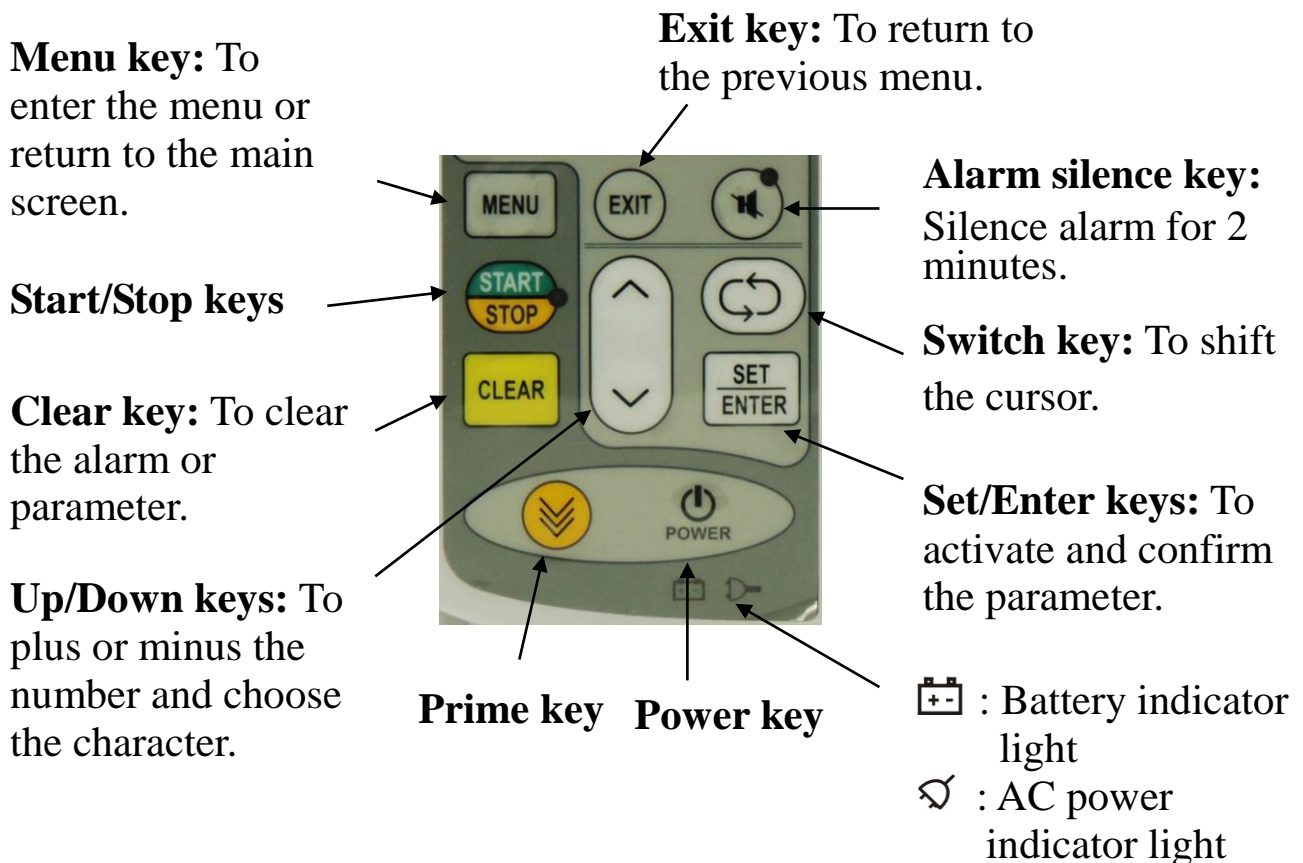 Menu key: To
enter the menu or
return to the main
screen.
Exit key: To return to
the previous menu.
Alarm silence key:
Silence alarm for 2
minutes.
Start/Stop keys
Switch key: To shift
the cursor.
Clear key: To clear
the alarm or
parameter.
Set/Enter keys: To
activate and confirm
the parameter.
Up/Down keys: To
plus or minus the
number and choose
the character.
Prime key
Power key
: Battery indicator
light
: AC power
indicator light
MENU
EXIT
START
STOP
CLEAR
SET
ENTER
POWER